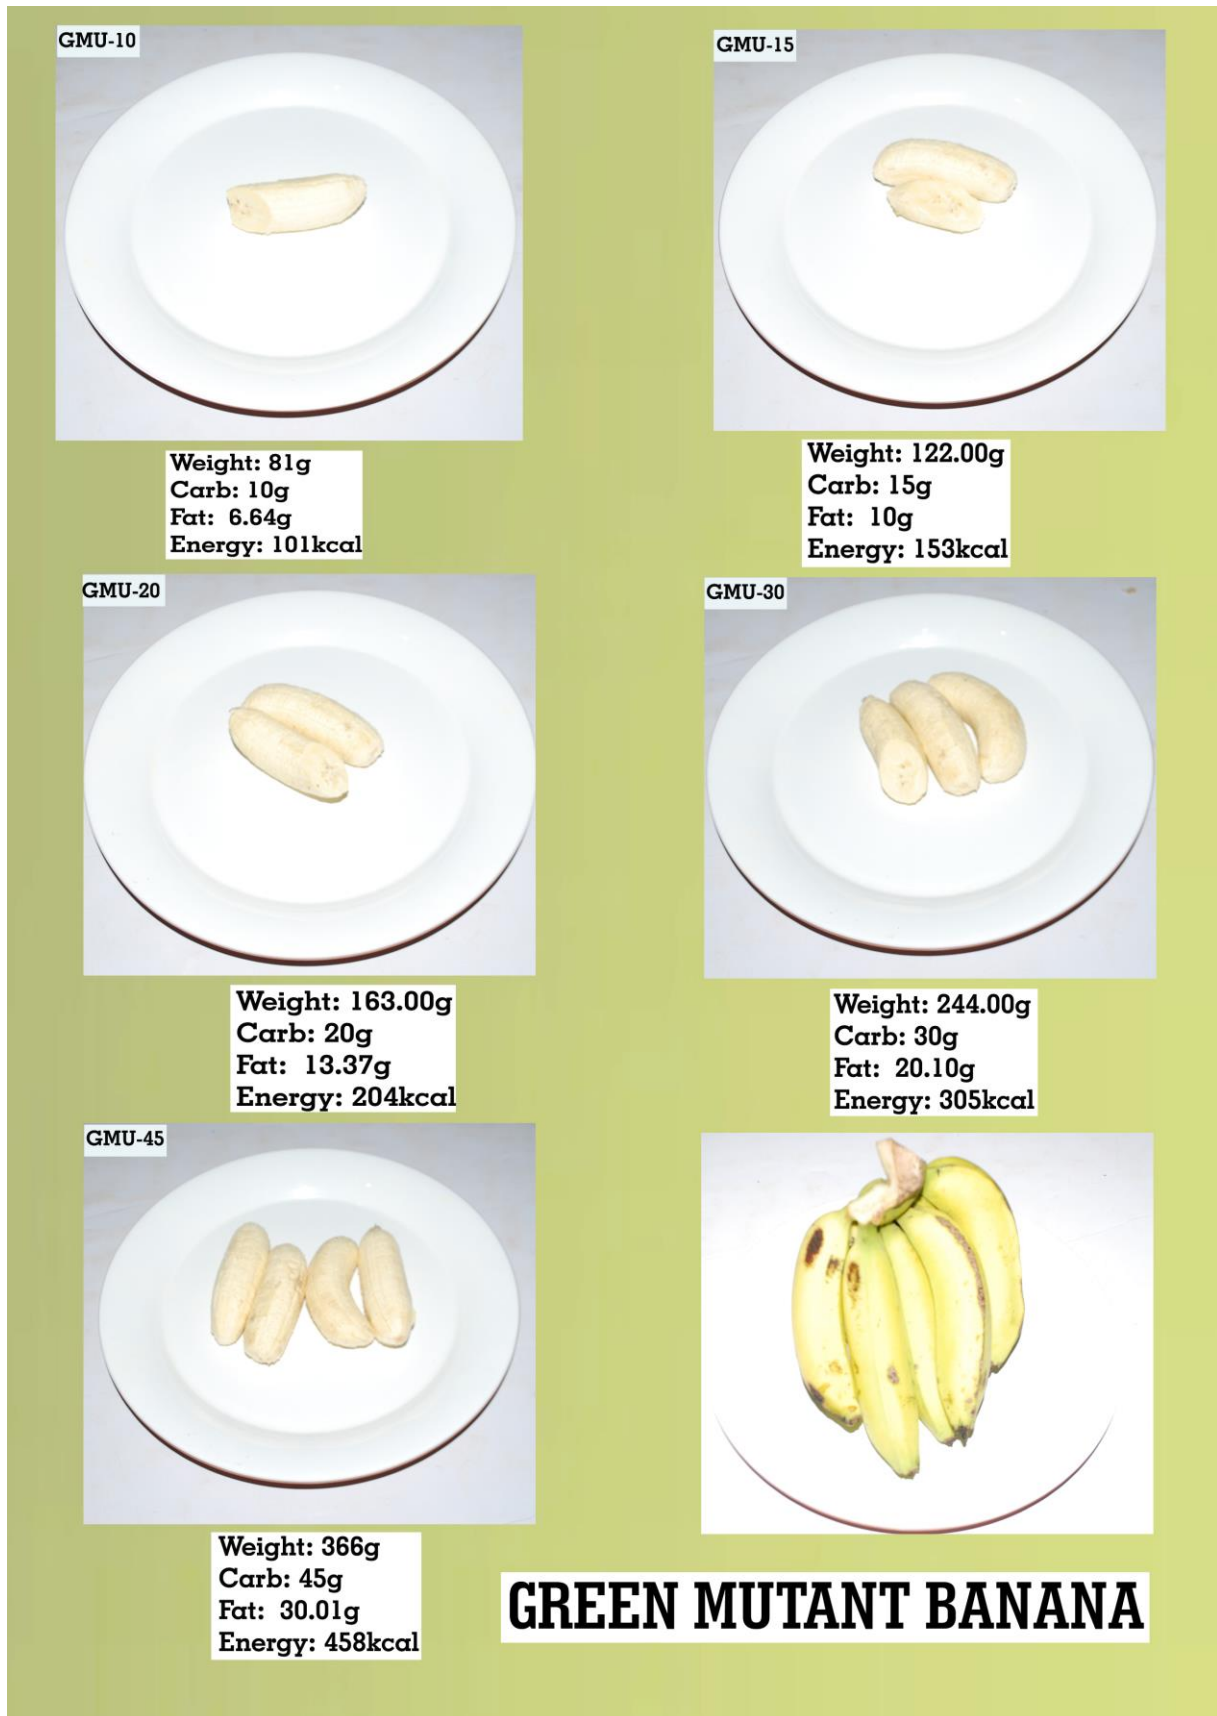 GMU-10
Weight: 81g
Carb: 10g
Fat: 6.64g
Energy: 101kcal
GMU-15
Weight: 122.00g
Carb: 15g
Fat: 10g
Energy: 153kcal
GMU-20
Weight: 163.00g
Carb: 20g
Fat: 13.37g
Energy: 204kcal
GMU-30
Weight: 244.00g
Carb: 30g
Fat: 20.10g
Energy: 305kcal
GMU-45
Weight: 366g
Carb: 45g
Fat: 30.01g
Energy: 458kcal
GREEN MUTANT BANANA